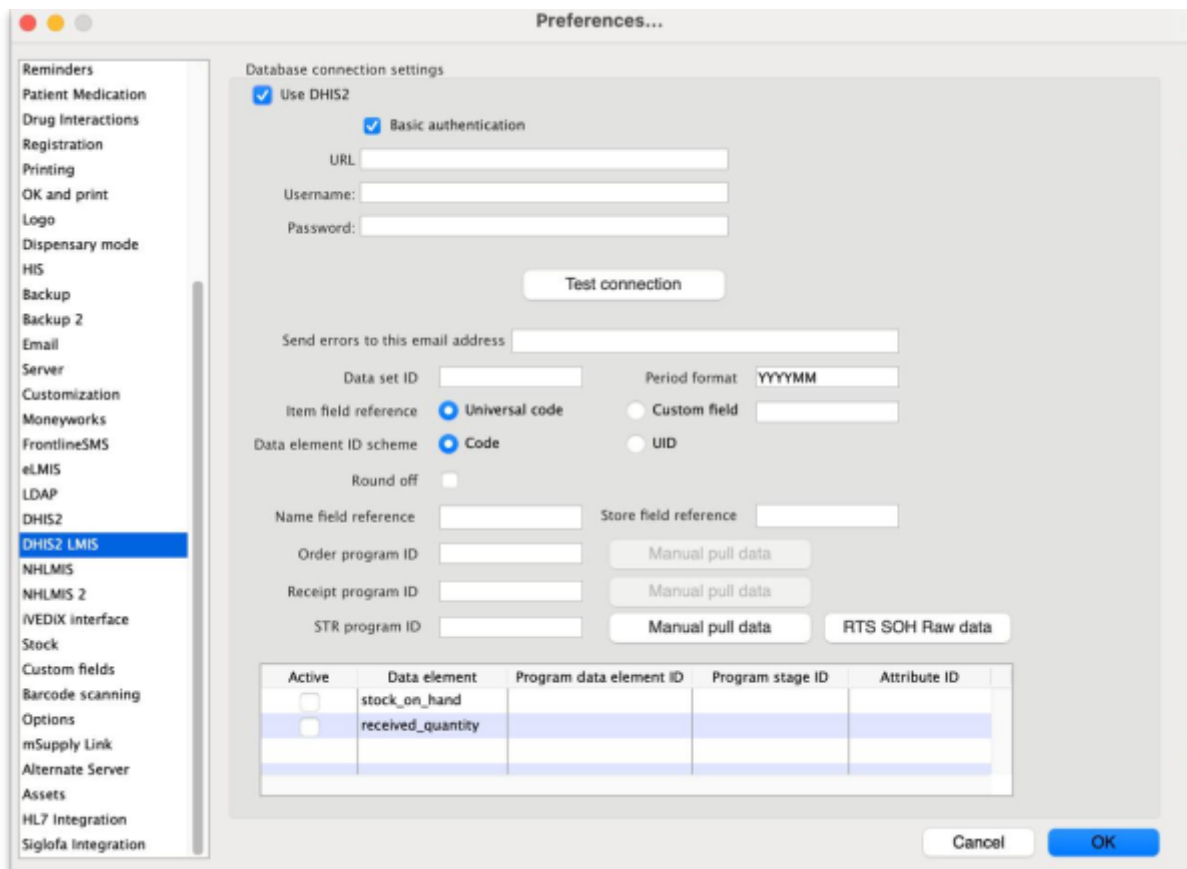 Preferences...
Reminders
Patient Medication
Drug Interactions
Registration
Printing
OK and print
Logo
Dispensary mode
HIS
Backup
Backup 2
Email
Server
Customization
Moneyworks
FrontlineSMS
eLMIS
LDAP
DHIS2
DHIS2 LMIS
NHLMIS
NHLMIS 2
iVEDiX interface
Stock
Custom fields
Barcode scanning
Options
mSupply Link
Alternate Server
Assets
HL7 Integration
Siglofa Integration
Database connection settings
Use DHIS2
Basic authentication
URL
Username:
Password:
Test connection
Send errors to this email address
Data set ID Period format YYYYMM
Item field reference Universal code Custom field
Data element ID scheme Code UID
Round off
Name field reference Store field reference
Order program ID Manual pull data
Receipt program ID Manual pull data
STR program ID Manual pull data RTS SOH Raw data
Active Data element Program data element ID Program stage ID Attribute ID
stock_on_hand
received_quantity
Cancel OK